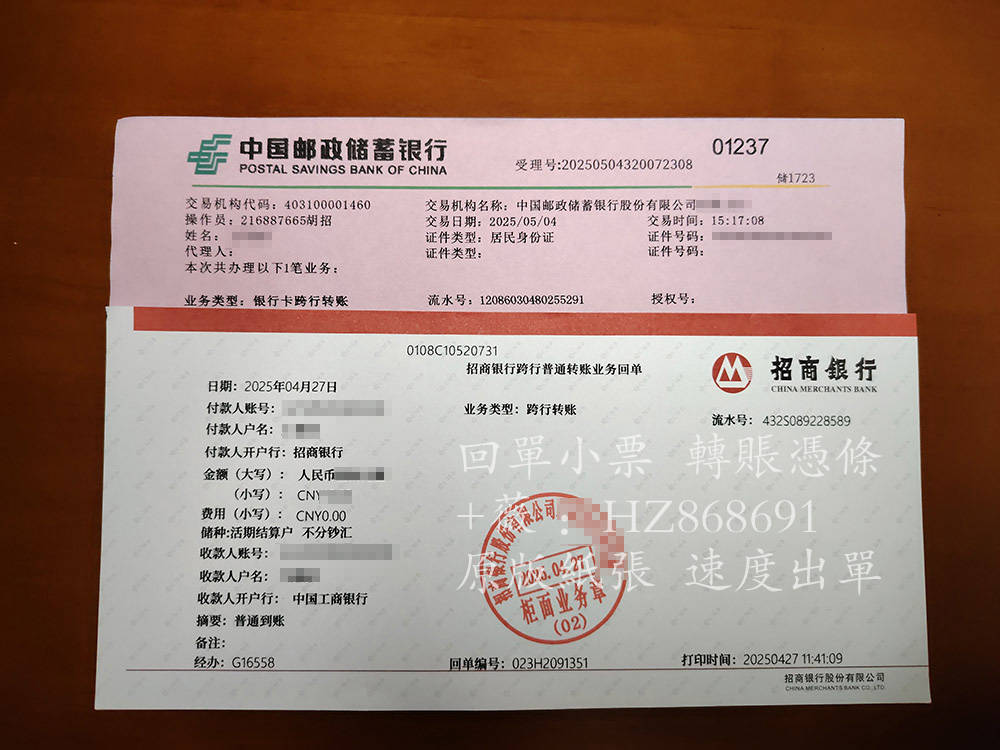 中国邮政储蓄银行
POSTAL SAVINGS BANK OF CHINA
受理号:20250504320072308
01237
储1723
交易机构代码：403100001460
交易机构名称：中国邮政储蓄银行股份有限公司
操作员：216887665胡招
交易日期：2025/05/04
交易时间：15:17:08
姓名：
证件类型：居民身份证
证件号码：
代理人：
证件类型：
证件号码：
本次共办理以下1笔业务：
业务类型：银行卡跨行转账
流水号：12086030480255291
授权号：
0108C10520731
招商银行跨行普通转账业务回单
招商银行
CHINA MERCHANTS BANK
日期：2025年04月27日
付款人账号：
业务类型：跨行转账
流水号：432S089228589
付款人户名：
付款人开户行：招商银行
金额（大写）：人民币
（小写）：CNY
费用（小写）：CNY0.00
储种:活期结算户 不分钞汇
收款人账号：
收款人户名：
收款人开户行：中国工商银行
摘要：普通到账
备注：
经办：G16558
回单编号：023H2091351
打印时间：20250427 11:41:09
招商银行股份有限公司
CHINA MERCHANTS BANK CO.,LTD.
招商银行股份有限公司
2025.04.27
柜面业务章
(02)
回單小票 轉賬憑條
+薇：HZ868691
原版紙張 速度出單